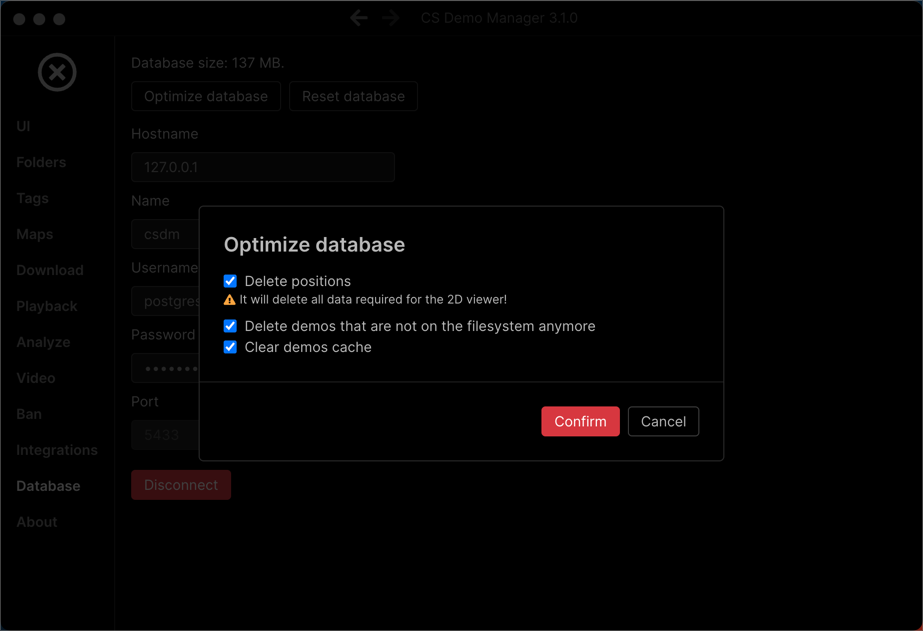 CS Demo Manager 3.1.0
Database size: 137 MB.
Optimize database
Reset database
UI
Folders
Tags
Maps
Download
Playback
Analyze
Video
Ban
Integrations
Database
About
Hostname
127.0.0.1
Name
csdm
Username
postgres
Password
Port
5433
Disconnect
Optimize database
Delete positions
It will delete all data required for the 2D viewer!
Delete demos that are not on the filesystem anymore
Clear demos cache
Confirm
Cancel